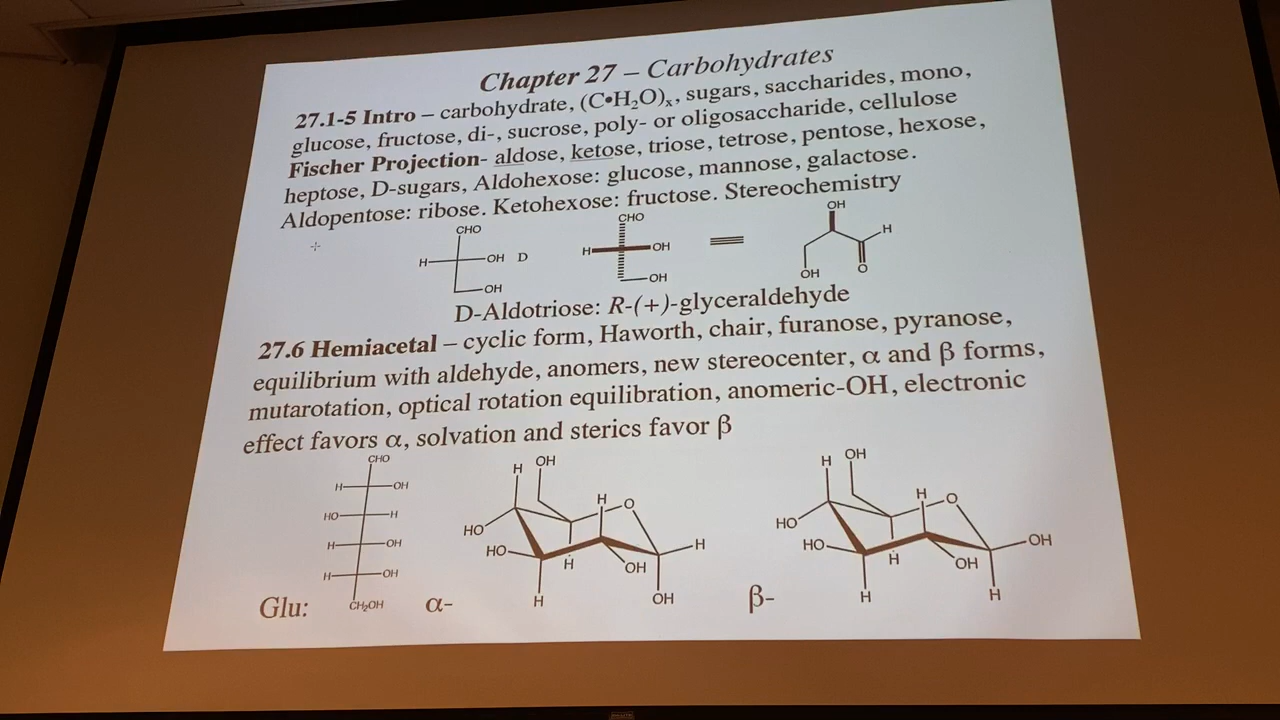 Chapter 27 – Carbohydrates
27.1-5 Intro – carbohydrate, (C•H₂O)ₓ, sugars, saccharides, mono,
glucose, fructose, di-, sucrose, poly- or oligosaccharide, cellulose
Fischer Projection- aldose, ketose, triose, tetrose, pentose, hexose,
heptose, D-sugars, Aldohexose: glucose, mannose, galactose.
Aldopentose: ribose. Ketohexose: fructose. Stereochemistry
CHO CHO OH
H OH D H OH H
OH OH OH O
D-Aldotriose: R-(+)-glyceraldehyde
27.6 Hemiacetal – cyclic form, Haworth, chair, furanose, pyranose,
equilibrium with aldehyde, anomers, new stereocenter, α and β forms,
mutarotation, optical rotation equilibration, anomeric-OH, electronic
effect favors α, solvation and sterics favor β
CHO H OH H OH
H OH H O H O
HO H HO HO
H OH HO H HO OH
H OH H OH H OH
Glu: CH₂OH α- H OH β- H H